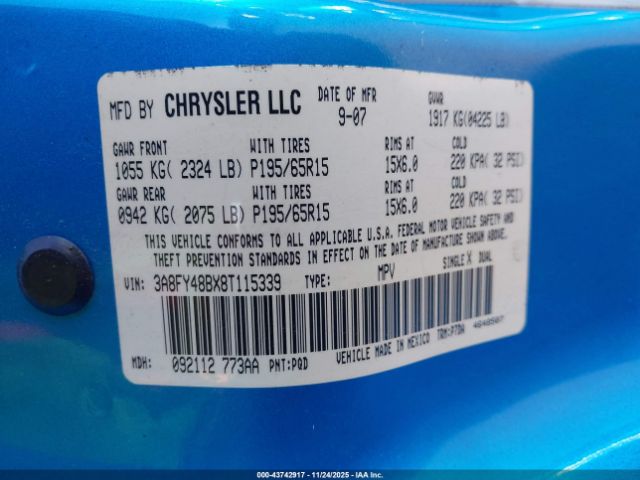 MFD BY CHRYSLER LLC DATE OF MFR 9-07 GVWR 1917 KG(04225 LB)
GAWR FRONT WITH TIRES RIMS AT COLD
1055 KG( 2324 LB) P195/65R15 15X6.0 220 KPA( 32 PSI)
GAWR REAR WITH TIRES RIMS AT COLD
0942 KG( 2075 LB) P195/65R15 15X6.0 220 KPA( 32 PSI)
THIS VEHICLE CONFORMS TO ALL APPLICABLE U.S.A. FEDERAL MOTOR VEHICLE SAFETY AND
THEFT PREVENTION STANDARDS IN EFFECT ON THE DATE OF MANUFACTURE SHOWN ABOVE.
VIN: 3A8FY48BX8T115339 TYPE: MPV SINGLE X DUAL
MDH: 092112 773AA PNT:PQD VEHICLE MADE IN MEXICO TRM:P7DA 4648507
000-43742917 - 11/24/2025 - IAAI.COM